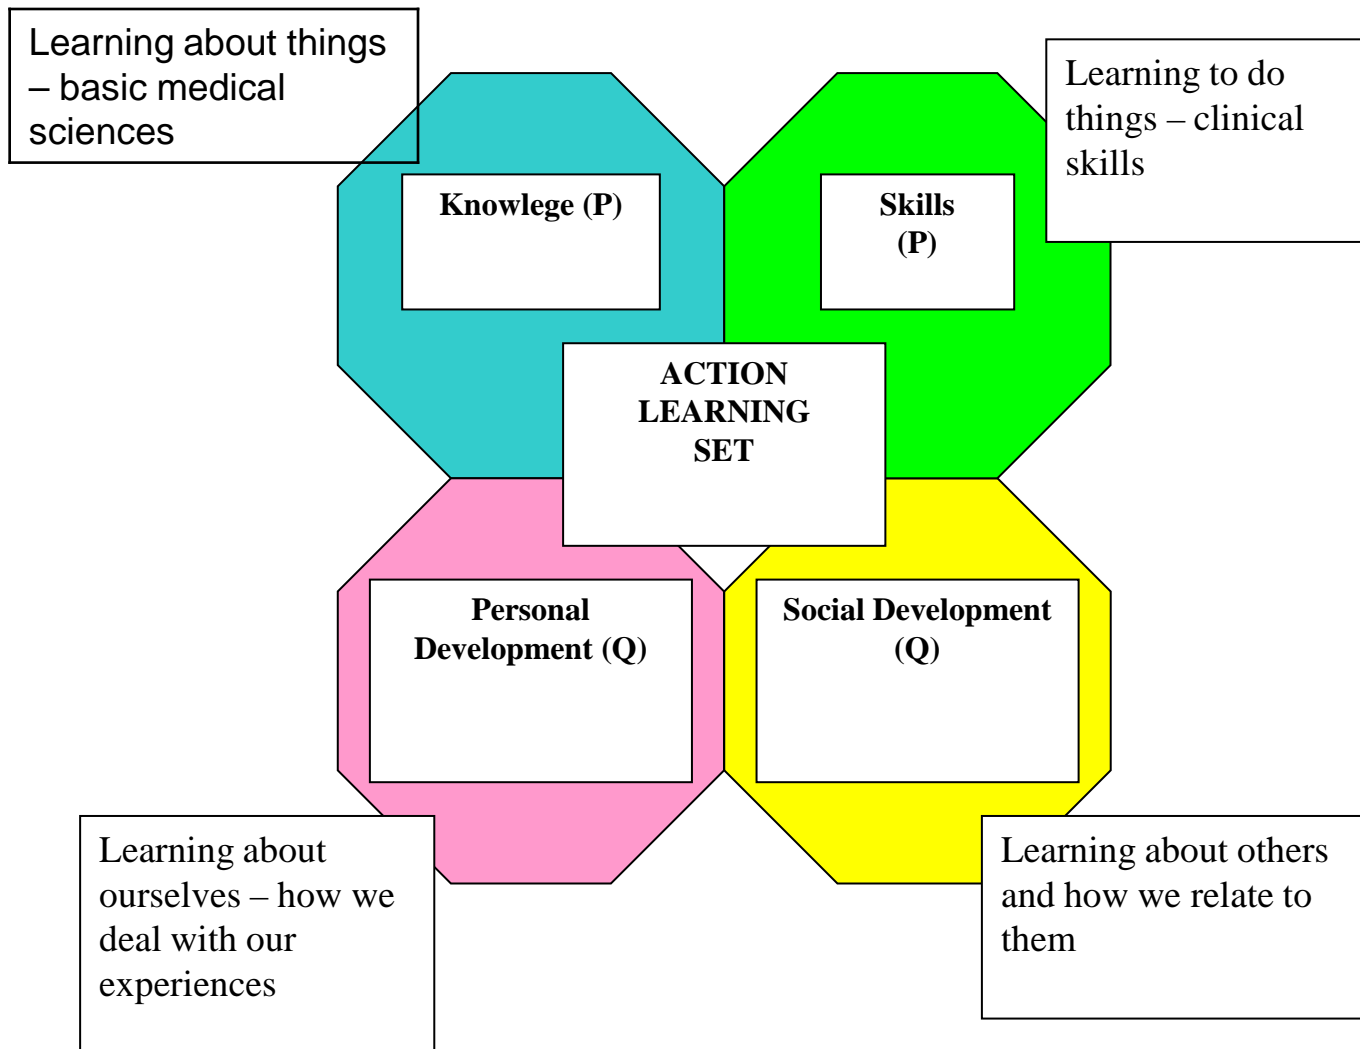 Learning about things
– basic medical
sciences
Learning to do
things – clinical
skills
Knowlege (P)
Skills
(P)
ACTION
LEARNING
SET
Personal
Development (Q)
Social Development
(Q)
Learning about
ourselves – how we
deal with our
experiences
Learning about others
and how we relate to
them